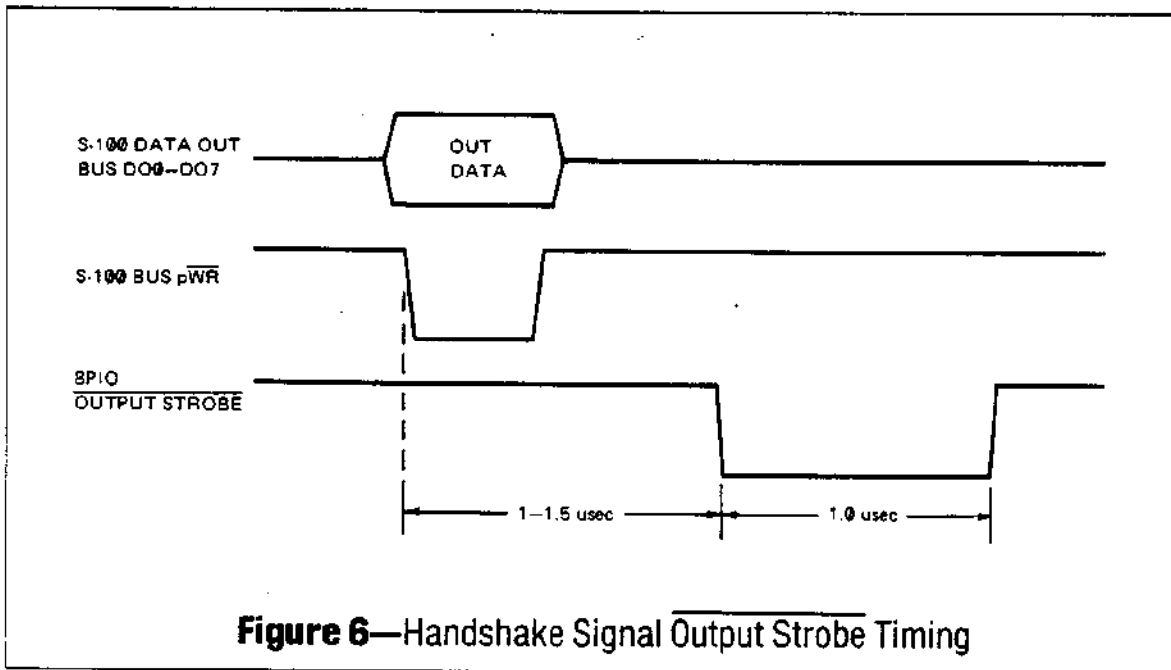 S-100 DATA OUT
BUS DO0–DO7
OUT
DATA
S-100 BUS pWR
8PIO
OUTPUT STROBE
1–1.5 usec
1.0 usec
Figure 6—Handshake Signal Output Strobe Timing